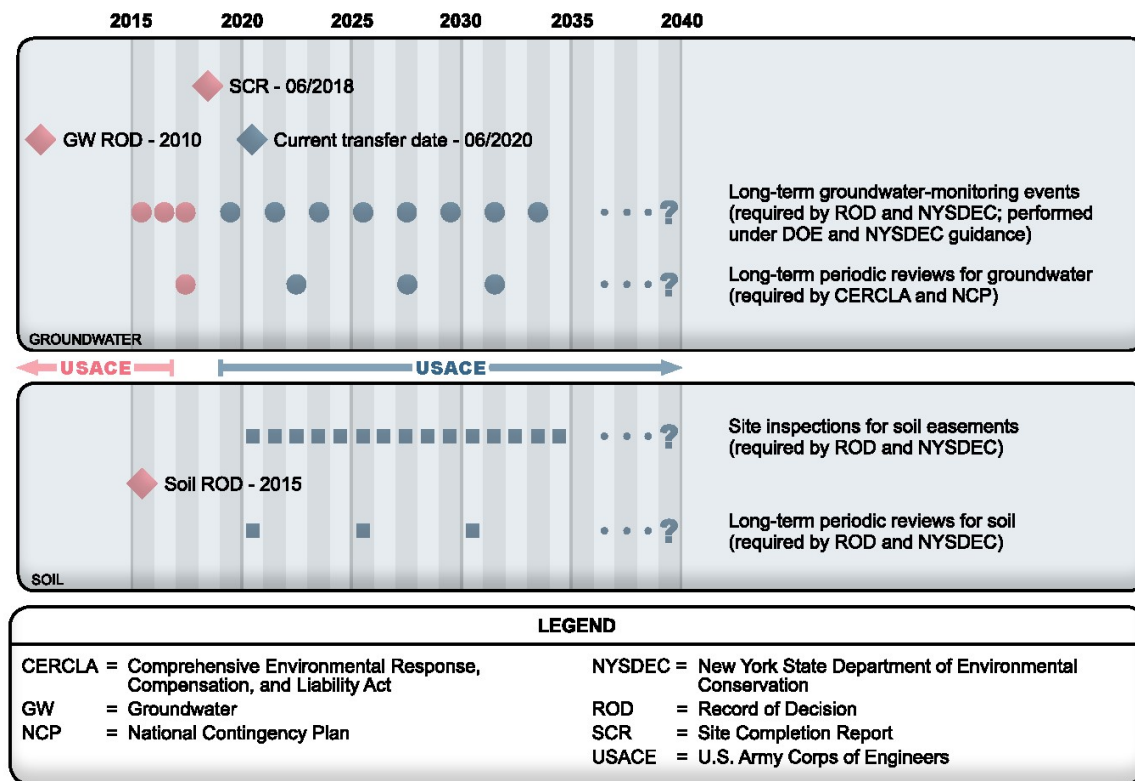 2015 2020 2025 2030 2035 2040
SCR - 06/2018
GW ROD - 2010
Current transfer date - 06/2020
Long-term groundwater-monitoring events
(required by ROD and NYSDEC; performed
under DOE and NYSDEC guidance)
?
Long-term periodic reviews for groundwater
(required by CERCLA and NCP)
?
GROUNDWATER
USACE USACE
Site inspections for soil easements
(required by ROD and NYSDEC)
?
Soil ROD - 2015
Long-term periodic reviews for soil
(required by ROD and NYSDEC)
?
SOIL
LEGEND
CERCLA = Comprehensive Environmental Response,
Compensation, and Liability Act
GW = Groundwater
NCP = National Contingency Plan
NYSDEC = New York State Department of Environmental
Conservation
ROD = Record of Decision
SCR = Site Completion Report
USACE = U.S. Army Corps of Engineers